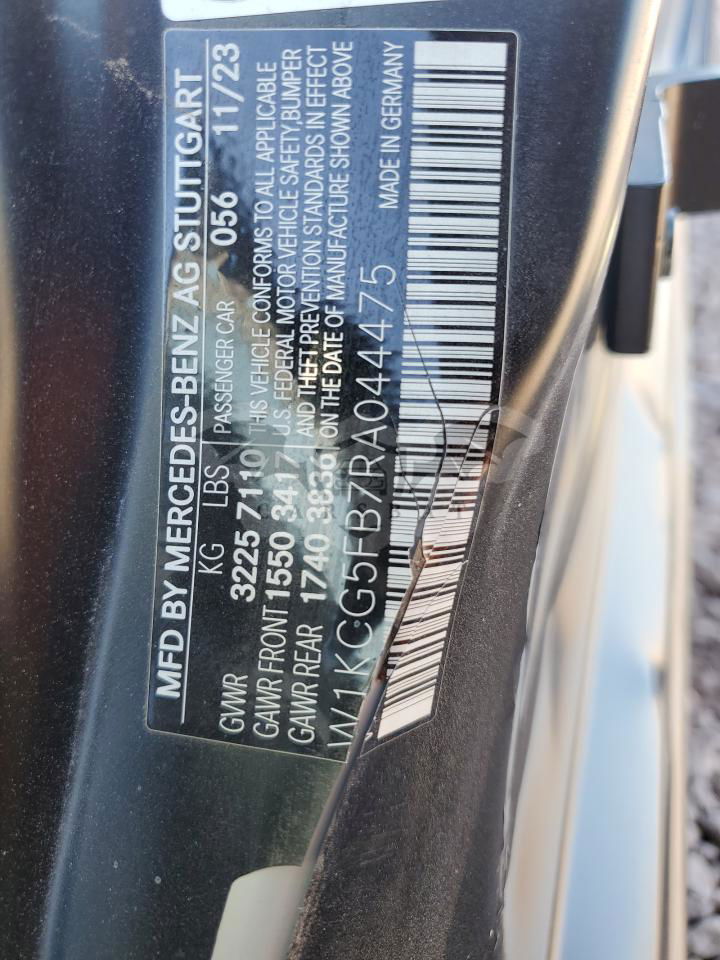 MFD BY MERCEDES-BENZ AG STUTTGART
KG LBS PASSENGER CAR 056 11/23
GVWR 3225 7110 THIS VEHICLE CONFORMS TO ALL APPLICABLE
GAWR FRONT 1550 3417 U.S. FEDERAL MOTOR VEHICLE SAFETY, BUMPER
GAWR REAR 1740 3836 AND THEFT PREVENTION STANDARDS IN EFFECT
ON THE DATE OF MANUFACTURE SHOWN ABOVE
W1KCG5FB7RA044475 MADE IN GERMANY